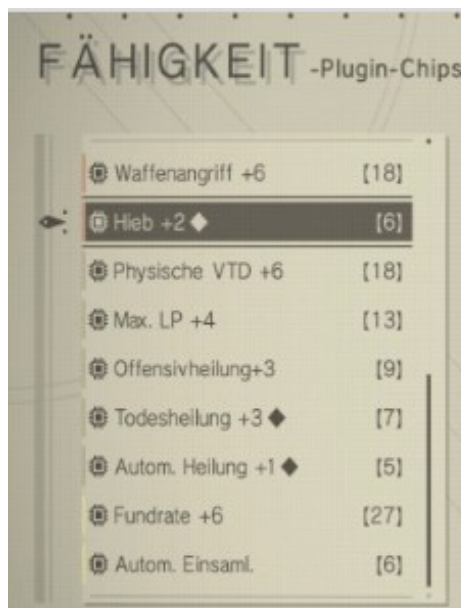 FÄHIGKEIT -Plugin-Chips
Waffenangriff +6 [18]
Hieb +2◆ [6]
Physische VTD +6 [18]
Max. LP +4 [13]
Offensivheilung+3 [9]
Todesheilung +3◆ [7]
Autom. Heilung +1◆ [5]
Fundrate +6 [27]
Autom. Einsaml. [6]